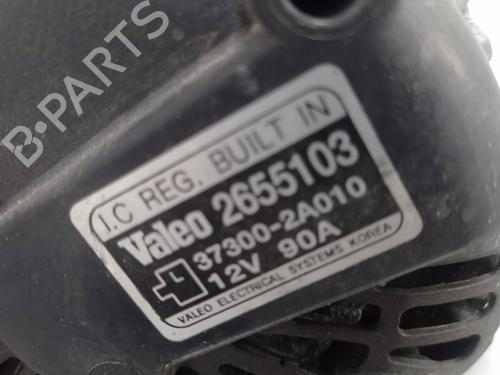 B-PARTS
I.C REG. BUILT IN
Valeo 2655103
37300-2A010
12V 90A
VALEO ELECTRICAL SYSTEMS KOREA